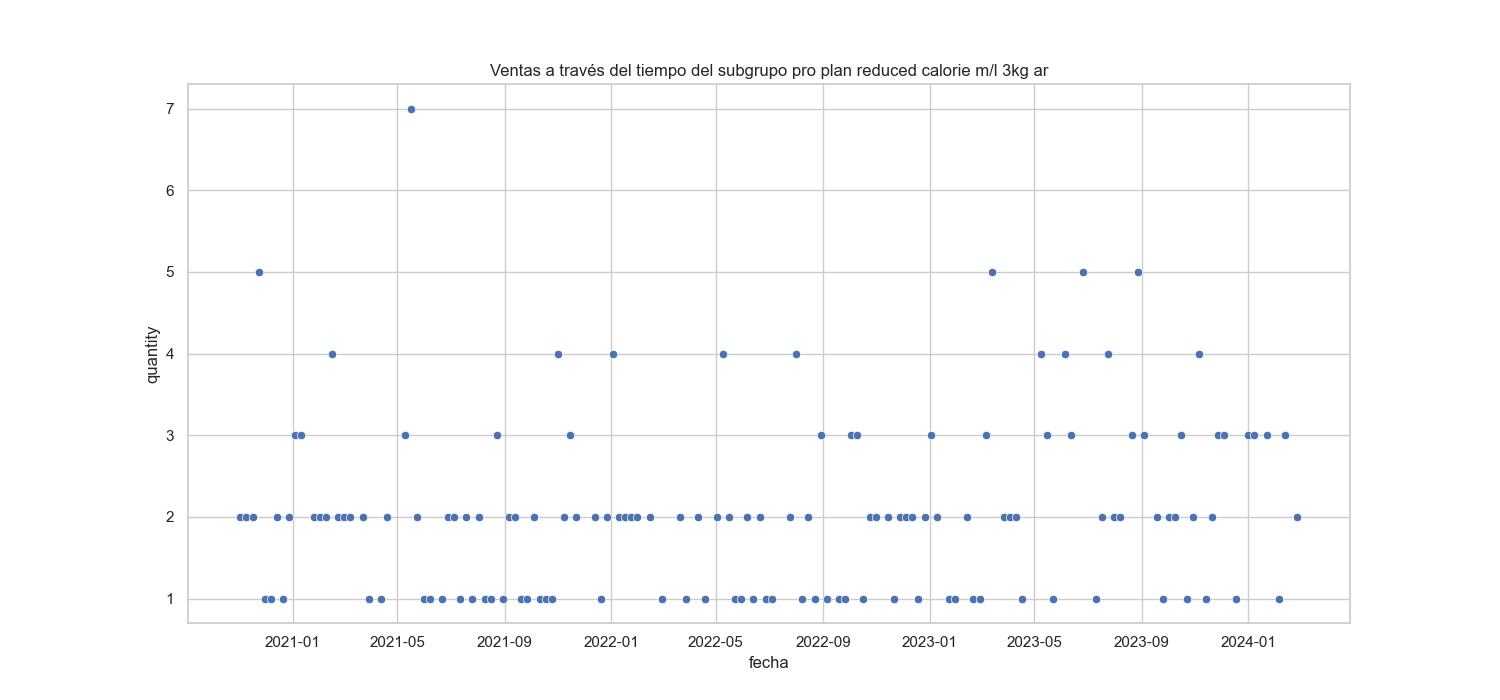 Ventas a través del tiempo del subgrupo pro plan reduced calorie m/l 3kg ar
7
6
5
4
3
2
1
quantity
2021-01 2021-05 2021-09 2022-01 2022-05 2022-09 2023-01 2023-05 2023-09 2024-01
fecha